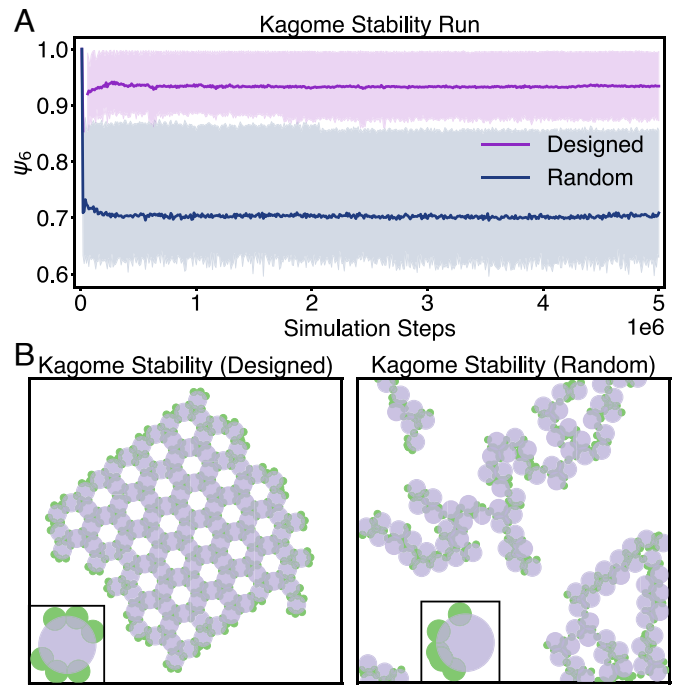 A
Kagome Stability Run
1.0
0.9
0.8
0.7
0.6
ψ6
Designed
Random
0 1 2 3 4 5
Simulation Steps
1e6
B
Kagome Stability (Designed)
Kagome Stability (Random)